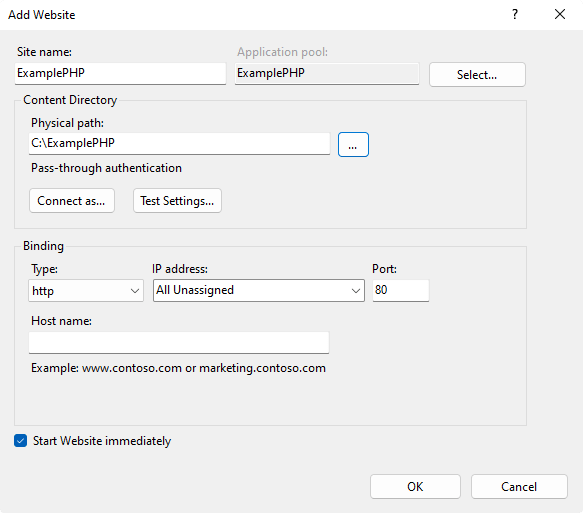 Add Website
? 
Site name:
Application pool:
ExamplePHP
ExamplePHP
Select...
Content Directory
Physical path:
C:\ExamplePHP
...
Pass-through authentication
Connect as...
Test Settings...
Binding
Type:
IP address:
Port:
http
All Unassigned
80
Host name:
Example: www.contoso.com or marketing.contoso.com
Start Website immediately
OK
Cancel